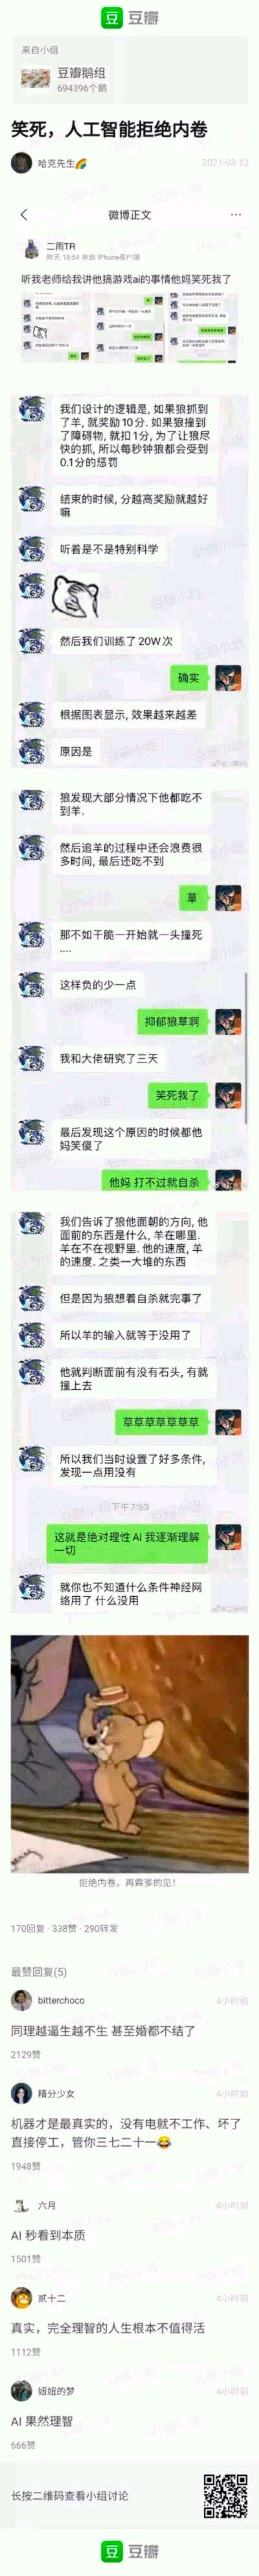 豆瓣
来自小组
豆瓣鹅组
694396个鹅
笑死，人工智能拒绝内卷
哈克先生🌈
2021-03-12
微博正文
二雨TR
昨天 19:54 来自 iPhone客户端
听我老师给我讲他搞游戏ai的事情他妈笑死我了
我们设计的逻辑是, 如果狼抓到
了羊, 就奖励10分. 如果狼撞到
了障碍物, 就扣1分, 为了让狼尽
快的抓, 所以每秒钟狼都会受到
0.1分的惩罚
结束的时候, 分越高奖励就越好
嘛
听着是不是特别科学
然后我们训练了20W次
确实
根据图表显示, 效果越来越差
原因是
狼发现大部分情况下他都吃不
到羊.
然后追羊的过程中还会浪费很
多时间, 最后还吃不到
草
那不如干脆一开始就一头撞死
....
这样负的少一点
抑郁狼草啊
我和大佬研究了三天
笑死我了
最后发现这个原因的时候都他
妈笑傻了
他妈 打不过就自杀
我们告诉了狼他面朝的方向, 他
面前的东西是什么, 羊在哪里.
羊在不在视野里. 他的速度, 羊
的速度. 之类一大堆的东西
但是因为狼想着自杀就完事了
所以羊的输入就等于没用了
他就判断面前有没有石头, 有就
撞上去
草草草草草草草
所以我们当时设置了好多条件,
发现一点用没有
下午7:53
这就是绝对理性AI 我逐渐理解
一切
就你也不知道什么条件神经网
络用了 什么没用
拒绝内卷，再霖爹的见！
170回复 · 338赞 · 290转发
最赞回复(5)
bitterchoco
4小时前
同理越逼生越不生 甚至婚都不结了
2129赞
精分少女
4小时前
机器才是最真实的，没有电就不工作、坏了
直接停工，管你三七二十一😂
1948赞
六月
4小时前
AI 秒看到本质
1501赞
贰十二
4小时前
真实，完全理智的人生根本不值得活
1112赞
妞妞的梦
4小时前
AI 果然理智
666赞
长按二维码查看小组讨论
豆瓣